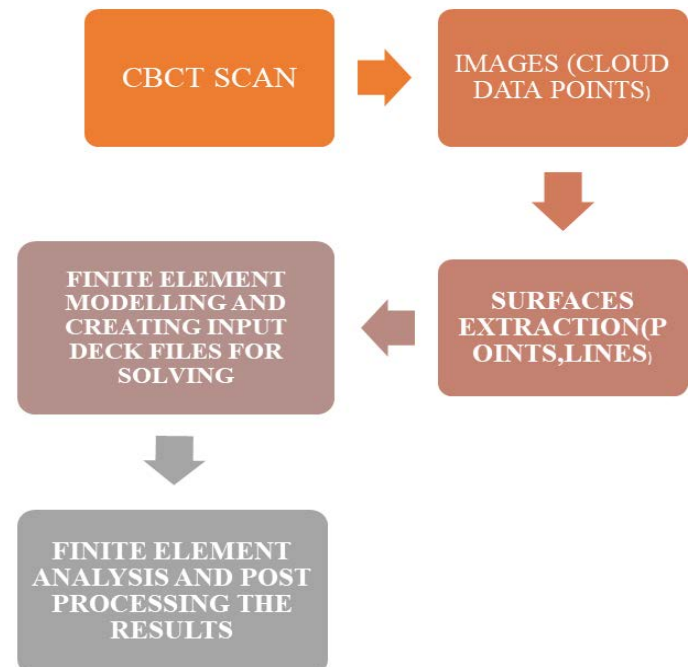 CBCT SCAN
IMAGES (CLOUD
DATA POINTS)
SURFACES
EXTRACTION(P
OINTS,LINES)
FINITE ELEMENT
MODELLING AND
CREATING INPUT
DECK FILES FOR
SOLVING
FINITE ELEMENT
ANALYSIS AND POST
PROCESSING THE
RESULTS